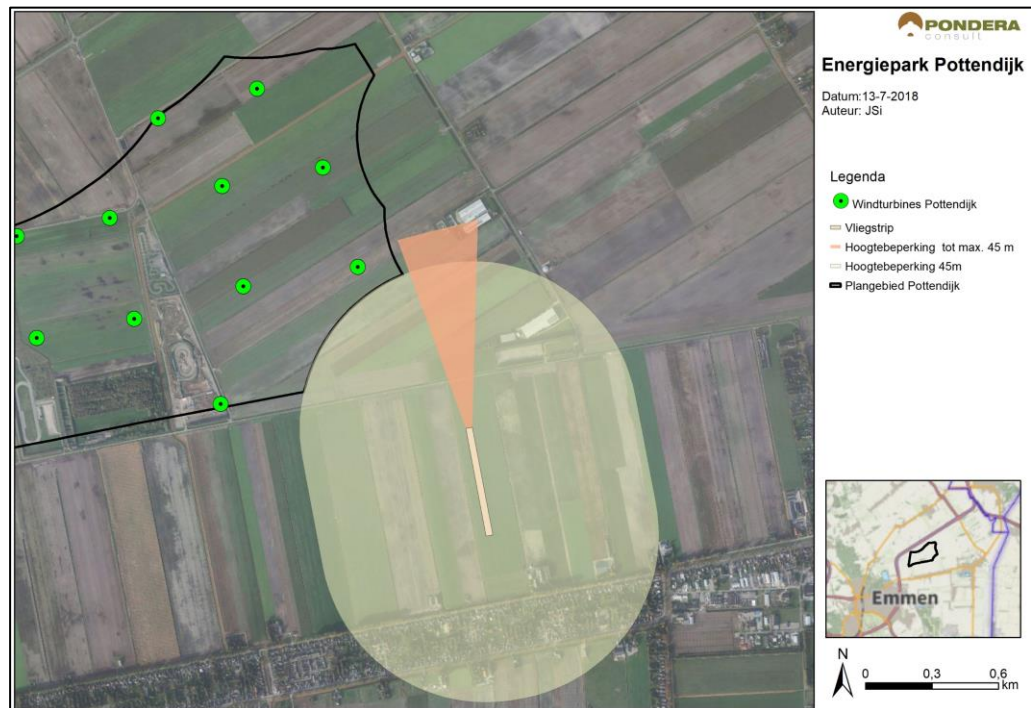 PONDERA
consult
Energiepark Pottendijk
Datum:13-7-2018
Auteur: JSi
Legenda
Windturbines Pottendijk
Vliegstrip
Hoogtebeperking tot max. 45 m
Hoogtebeperking 45m
Plangebied Pottendijk
Emmen
N
0 0,3 0,6
km